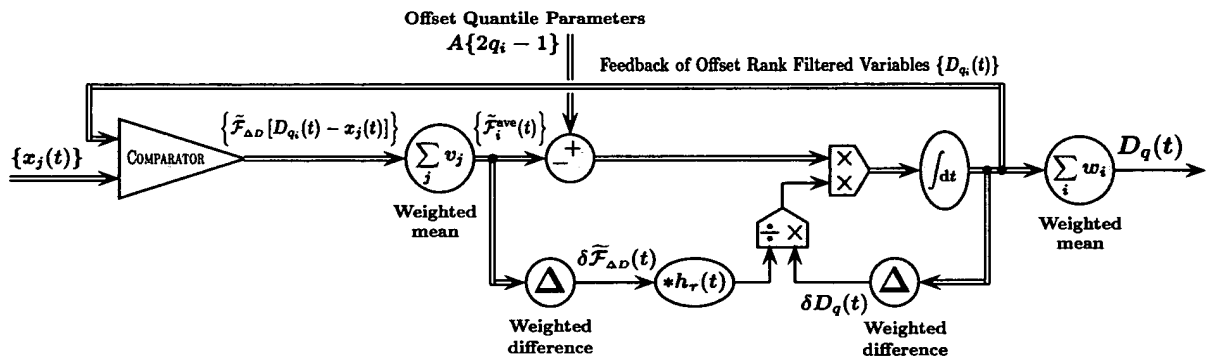 Offset Quantile Parameters
A{2q_i − 1}
Feedback of Offset Rank Filtered Variables {D_{q_i}(t)}
{x_j(t)}
COMPARATOR
{F̃_{ΔD} [D_{q_i}(t) − x_j(t)]}
∑_j v_j
Weighted
mean
{F̃_i^{ave}(t)}
− +
×
×
∫dt
∑_i w_i
Weighted
mean
D_q(t)
÷ ×
Δ
Weighted
difference
δF̃_{ΔD}(t)
*h_τ(t)
δD_q(t)
Δ
Weighted
difference